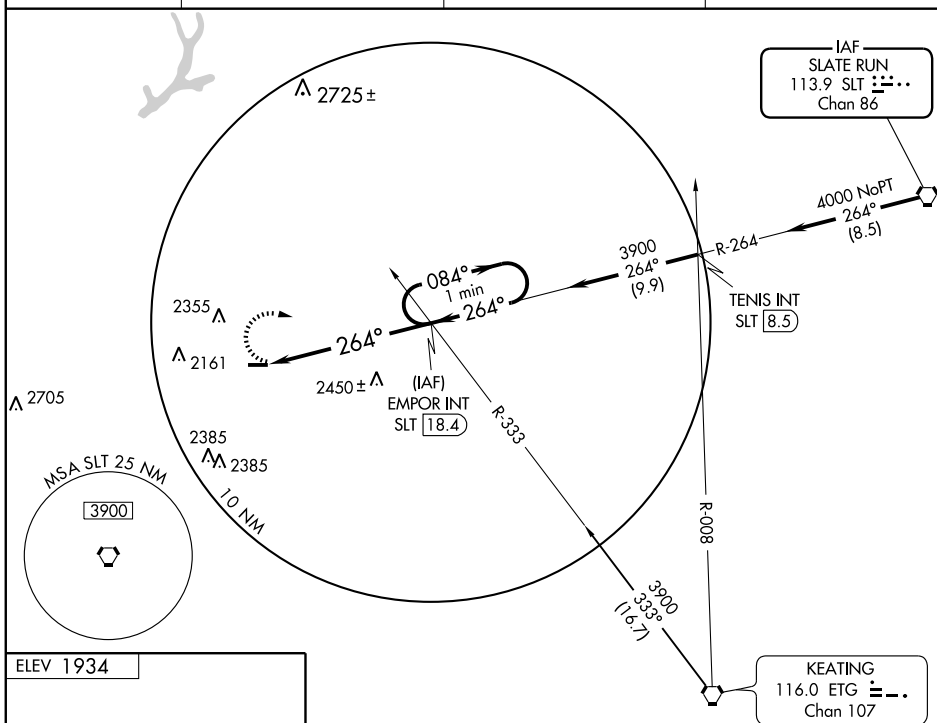 IAF
SLATE RUN
113.9 SLT
Chan 86
2725 ±
4000 NoPT
264°
(8.5)
R-264
3900
264°
(9.9)
TENIS INT
SLT 8.5
084°
1 min
264°
264°
2355
2161
2450 ±
(IAF)
EMPOR INT
SLT 18.4
2705
2385
2385
R-333
R-008
10 NM
MSA SLT 25 NM
3900
3900
333°
(16.7)
ELEV 1934
KEATING
116.0 ETG
Chan 107